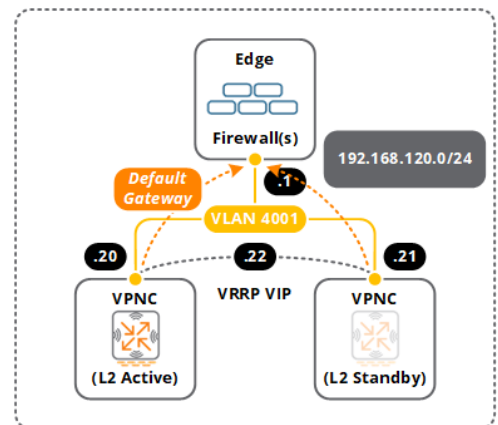 Edge
Firewall(s)
192.168.120.0/24
Default
Gateway
.1
VLAN 4001
.20
.22
.21
VPNC
VRRP VIP
VPNC
(L2 Active)
(L2 Standby)